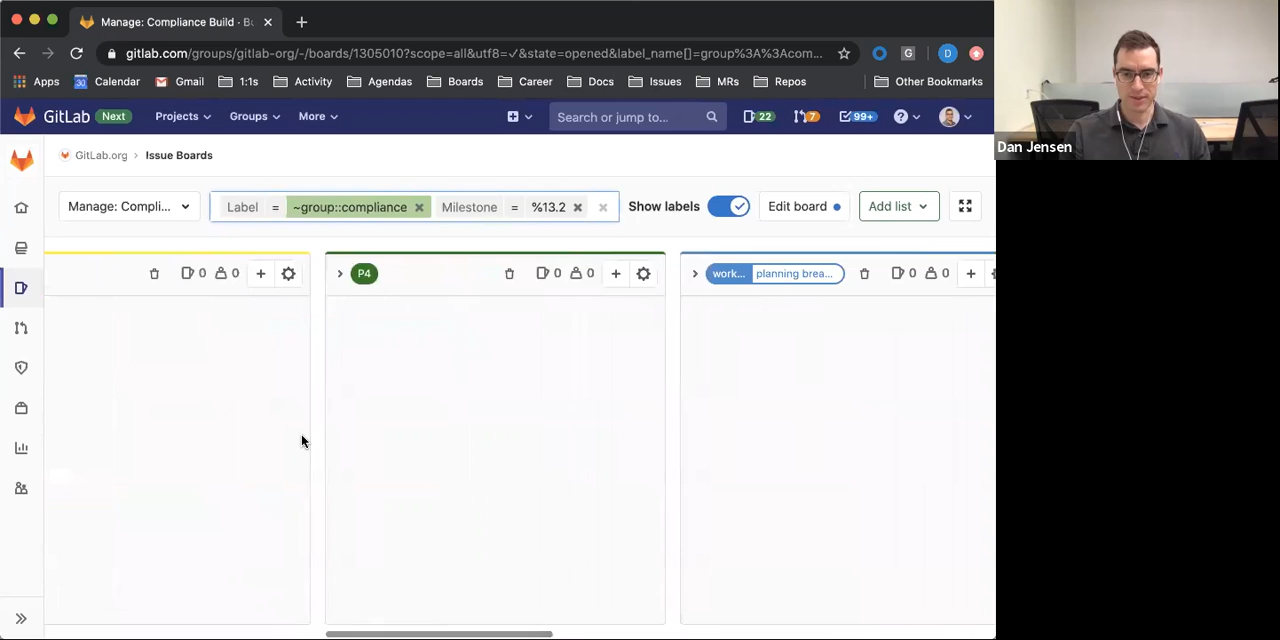 Manage: Compliance Build · Bo
gitlab.com/groups/gitlab-org/-/boards/1305010?scope=all&utf8=✓&state=opened&label_name[]=group%3A%3Acom...
G
D
Apps Calendar Gmail 1:1s Activity Agendas Boards Career Docs Issues MRs Repos Other Bookmarks
GitLab Next Projects Groups More Search or jump to... 22 7 99+
Dan Jensen
GitLab.org › Issue Boards
Manage: Compli... Label = ~group::compliance Milestone = %13.2 Show labels Edit board Add list
0 0 P4 0 0 work... planning brea... 0 0